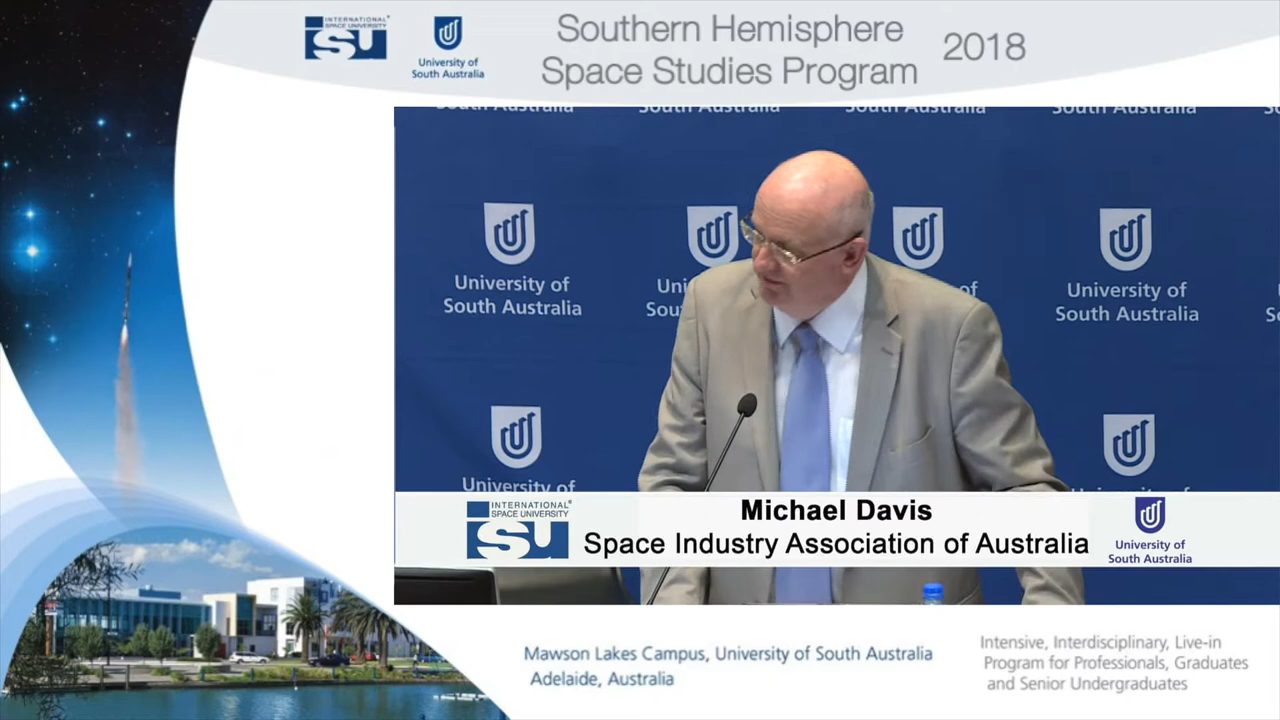 INTERNATIONAL
SPACE UNIVERSITY
ISU
University of
South Australia
Southern Hemisphere
Space Studies Program
2018
South Australia
South Australia
South Australia
South Australia
University of
South Australia
Uni
Sou
of
University of
South Australia
University of
INTERNATIONAL
SPACE UNIVERSITY
ISU
Michael Davis
Space Industry Association of Australia
University of
South Australia
Mawson Lakes Campus, University of South Australia
Adelaide, Australia
Intensive, Interdisciplinary, Live-in
Program for Professionals, Graduates
and Senior Undergraduates